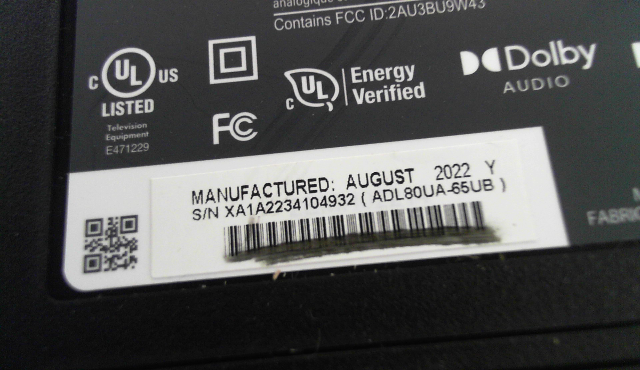 analogique
Contains FCC ID:2AU3BU9W43
c UL US
LISTED
Television
Equipment
E471229
c UL Energy
Verified
Dolby
AUDIO
FC
MANUFACTURED: AUGUST 2022 Y
S/N XA1A2234104932 ( ADL80UA-65UB )
FABRI